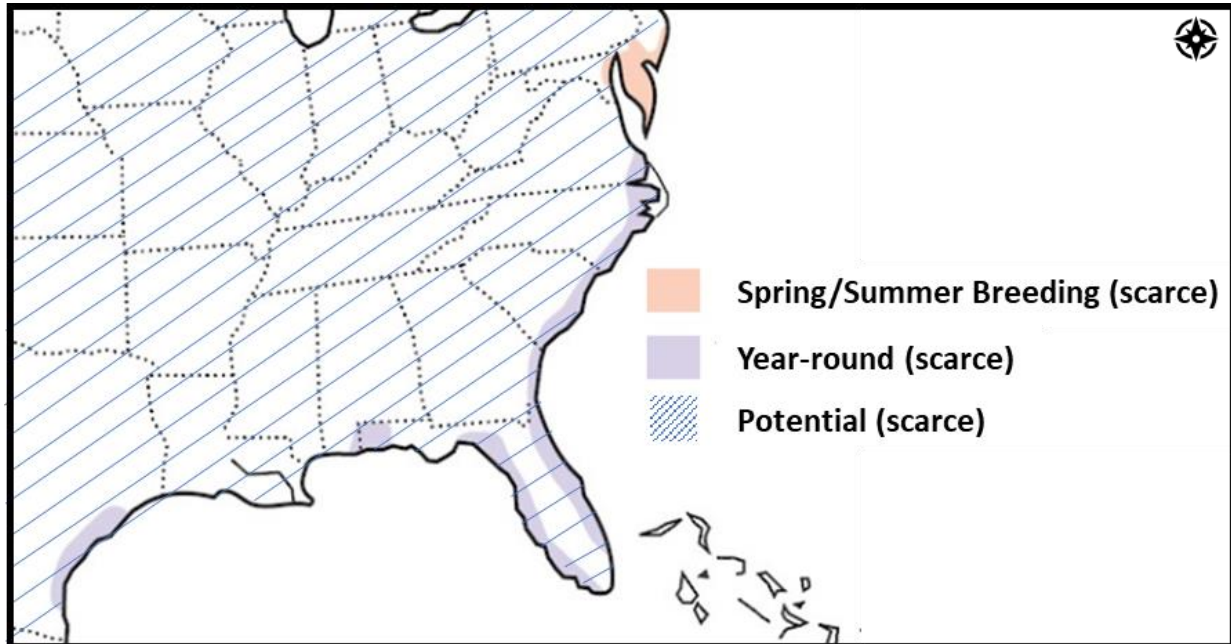 Spring/Summer Breeding (scarce)
Year-round (scarce)
Potential (scarce)